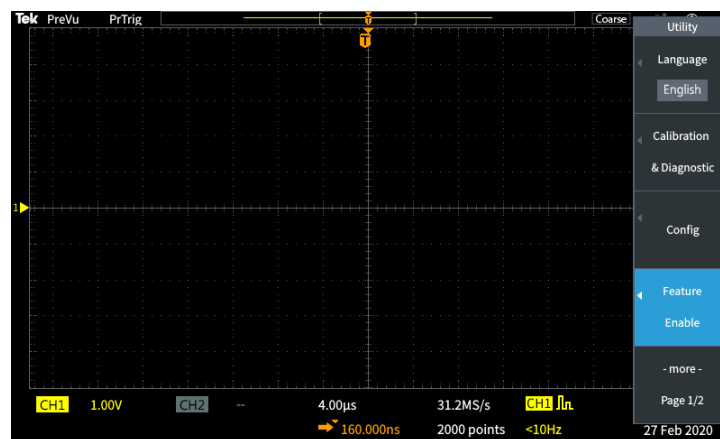 Tek PreVu PrTrig Coarse
T
T
Utility
Language
English
Calibration
& Diagnostic
Config
Feature
Enable
- more -
Page 1/2
1
CH1 1.00V CH2 -- 4.00µs 31.2MS/s CH1
160.000ns 2000 points <10Hz 27 Feb 2020